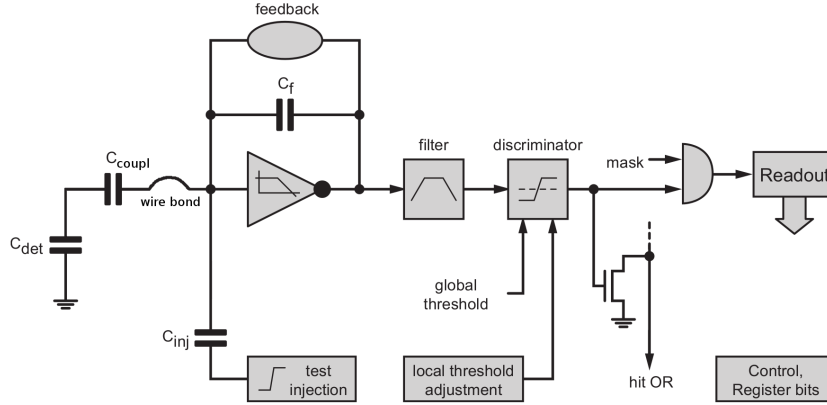 feedback
Cf
Ccoupl
filter
discriminator
mask
Readout
wire bond
Cdet
global
threshold
Cinj
test
injection
local threshold
adjustment
hit OR
Control,
Register bits